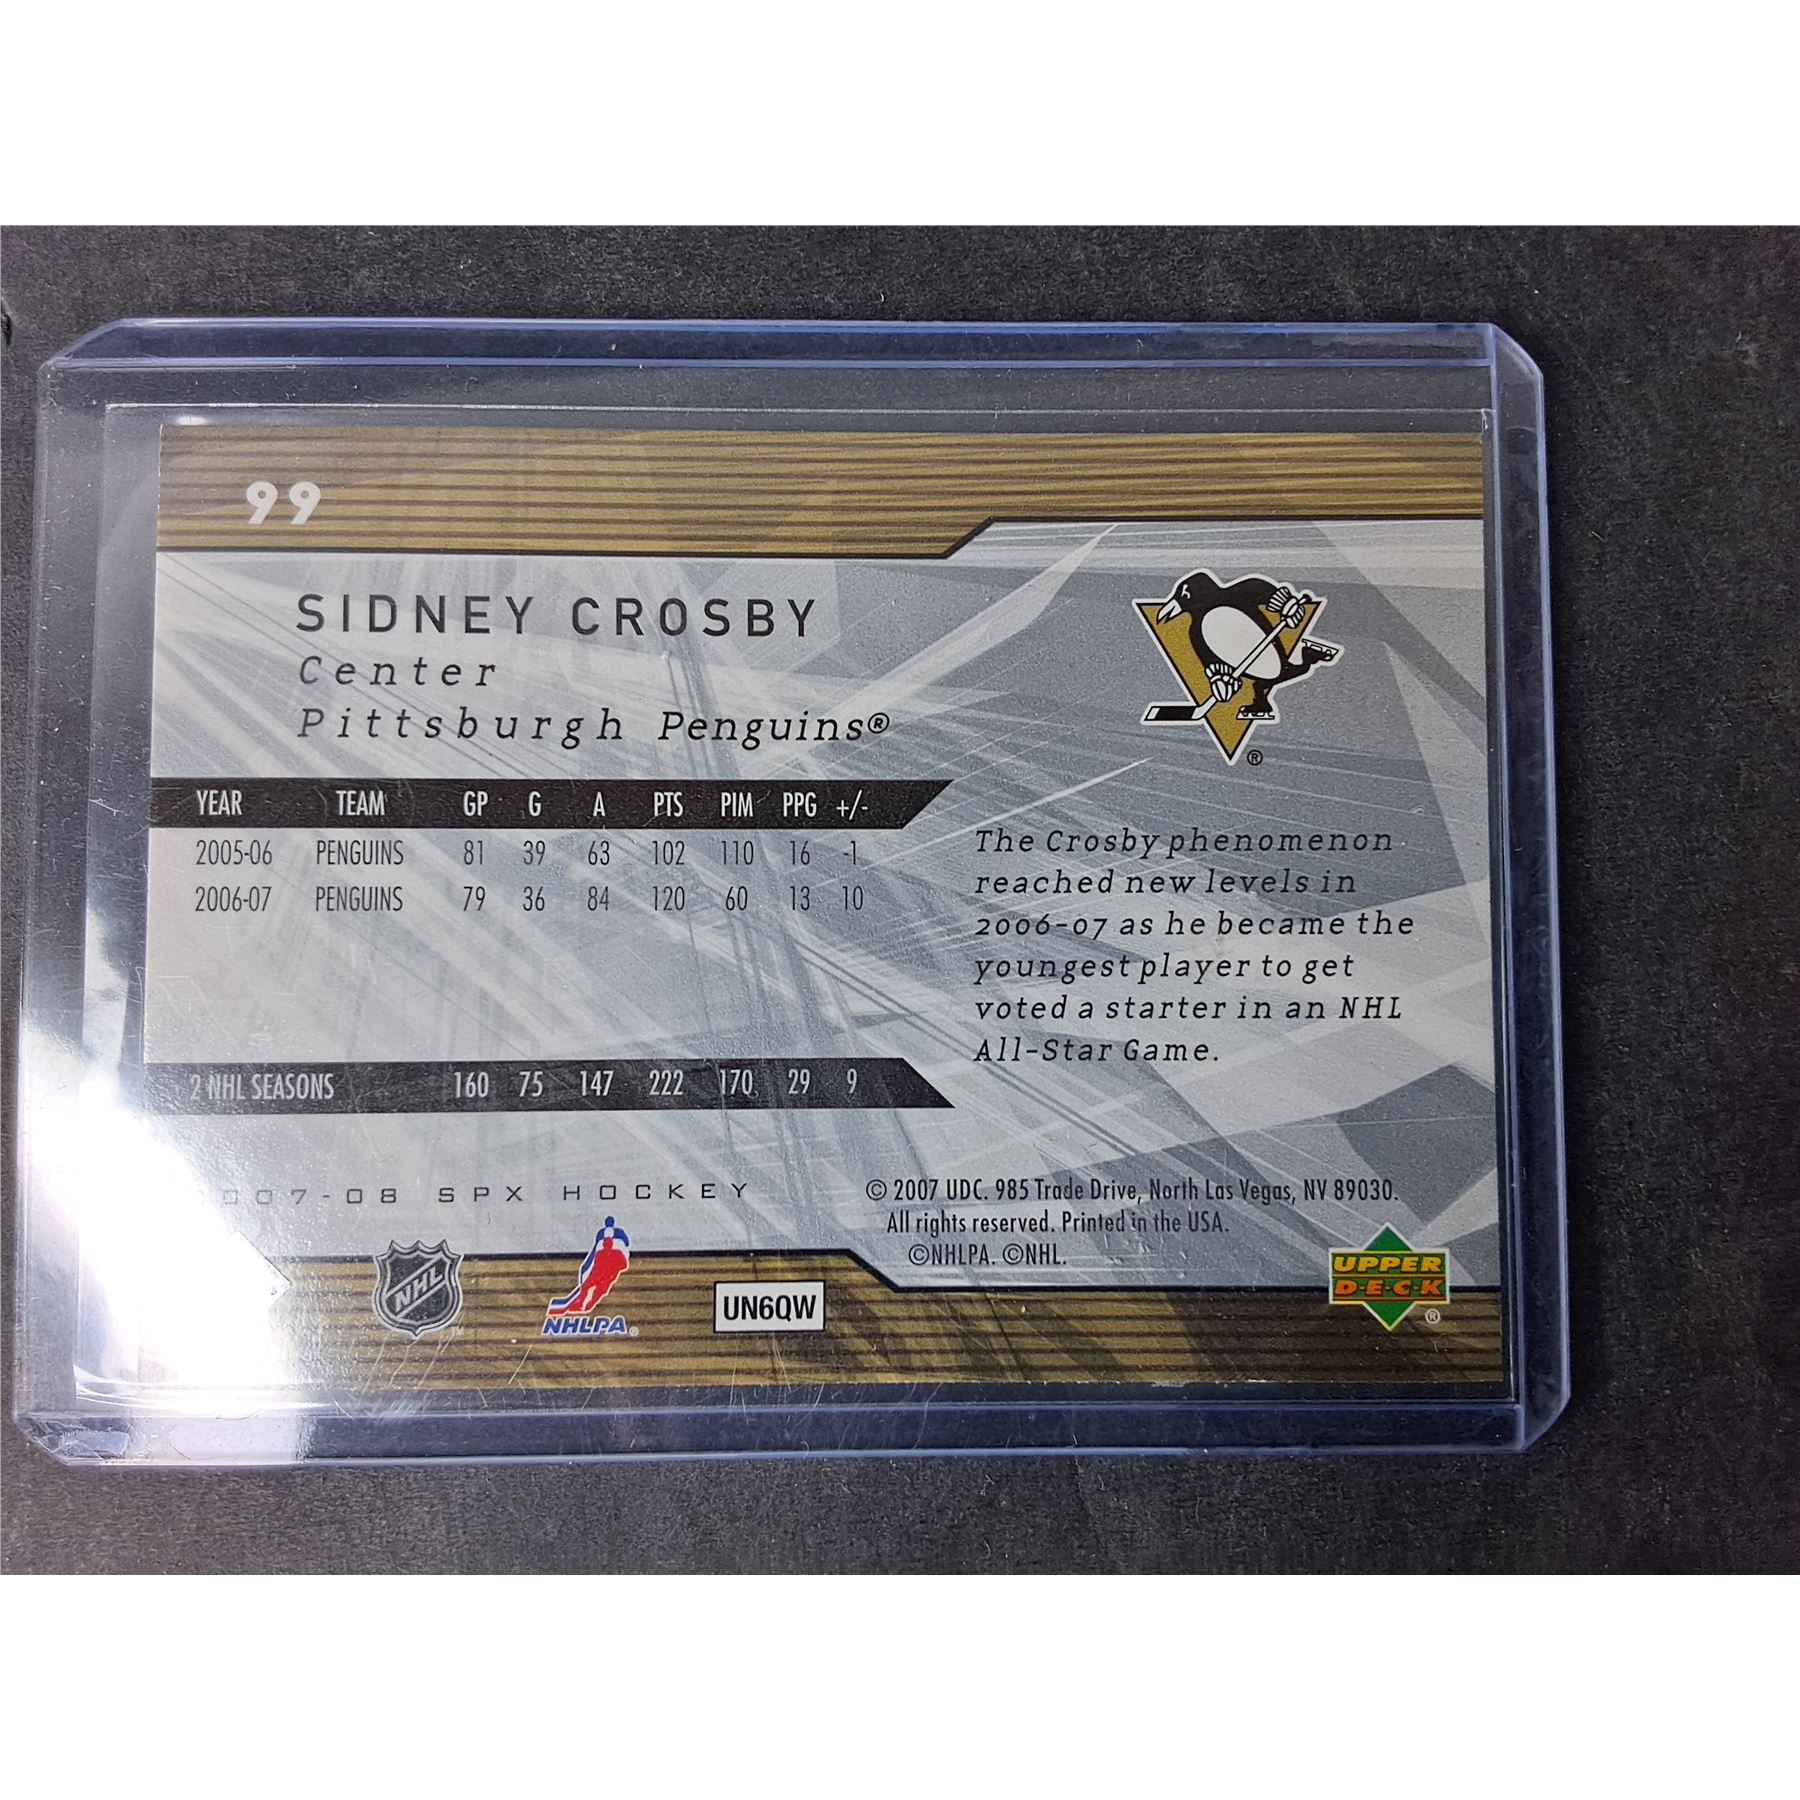 99
SIDNEY CROSBY
Center
Pittsburgh Penguins®
YEAR TEAM GP G A PTS PIM PPG +/-
2005-06 PENGUINS 81 39 63 102 110 16 -1
2006-07 PENGUINS 79 36 84 120 60 13 10
2 NHL SEASONS 160 75 147 222 170 29 9
The Crosby phenomenon
reached new levels in
2006-07 as he became the
youngest player to get
voted a starter in an NHL
All-Star Game.
2007-08 SPX HOCKEY
© 2007 UDC. 985 Trade Drive, North Las Vegas, NV 89030.
All rights reserved. Printed in the USA.
©NHLPA. ©NHL.
NHL
NHLPA
UN6QW
UPPER
D·E·C·K